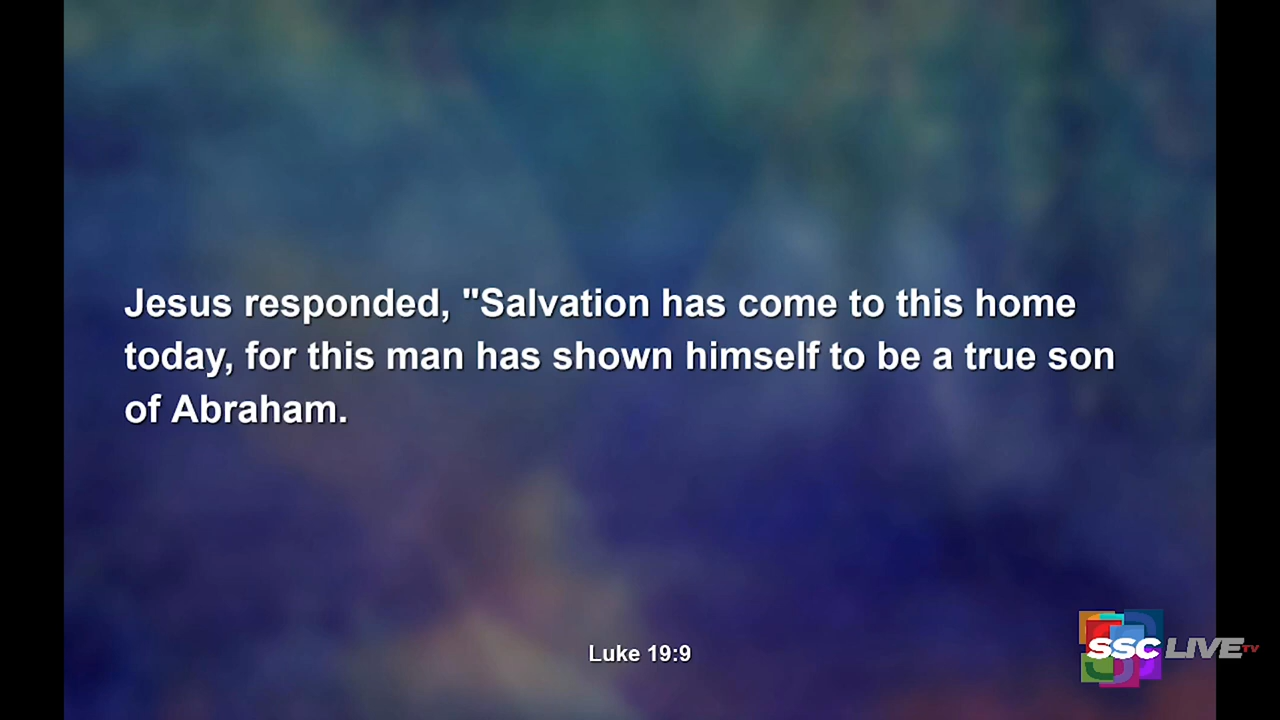 Jesus responded, "Salvation has come to this home
today, for this man has shown himself to be a true son
of Abraham.
Luke 19:9
SSC LIVE TV